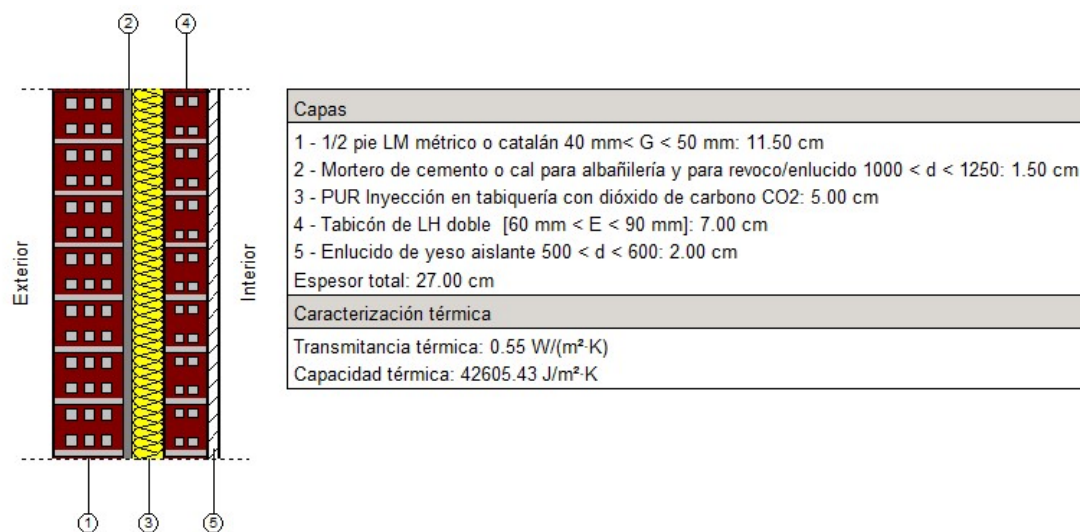 2
4
Exterior
Interior
1
3
5
Capas
1 - 1/2 pie LM métrico o catalán 40 mm< G < 50 mm: 11.50 cm
2 - Mortero de cemento o cal para albañilería y para revoco/enlucido 1000 < d < 1250: 1.50 cm
3 - PUR Inyección en tabiquería con dióxido de carbono CO2: 5.00 cm
4 - Tabicón de LH doble [60 mm < E < 90 mm]: 7.00 cm
5 - Enlucido de yeso aislante 500 < d < 600: 2.00 cm
Espesor total: 27.00 cm
Caracterización térmica
Transmitancia térmica: 0.55 W/(m²·K)
Capacidad térmica: 42605.43 J/m²·K